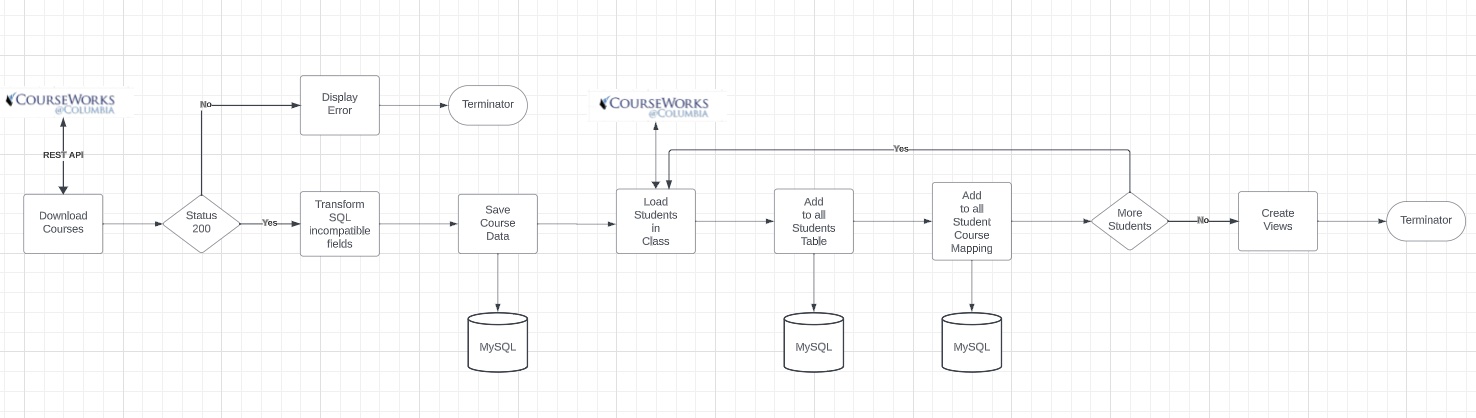 COURSEWORKS
@COLUMBIA
REST API
Download
Courses
Status
200
No
Display
Error
Terminator
Yes
Transform
SQL
incompatible
fields
Save
Course
Data
MySQL
COURSEWORKS
@COLUMBIA
Load
Students
in
Class
Add
to all
Students
Table
MySQL
Add
to all
Student
Course
Mapping
MySQL
More
Students
Yes
No
Create
Views
Terminator